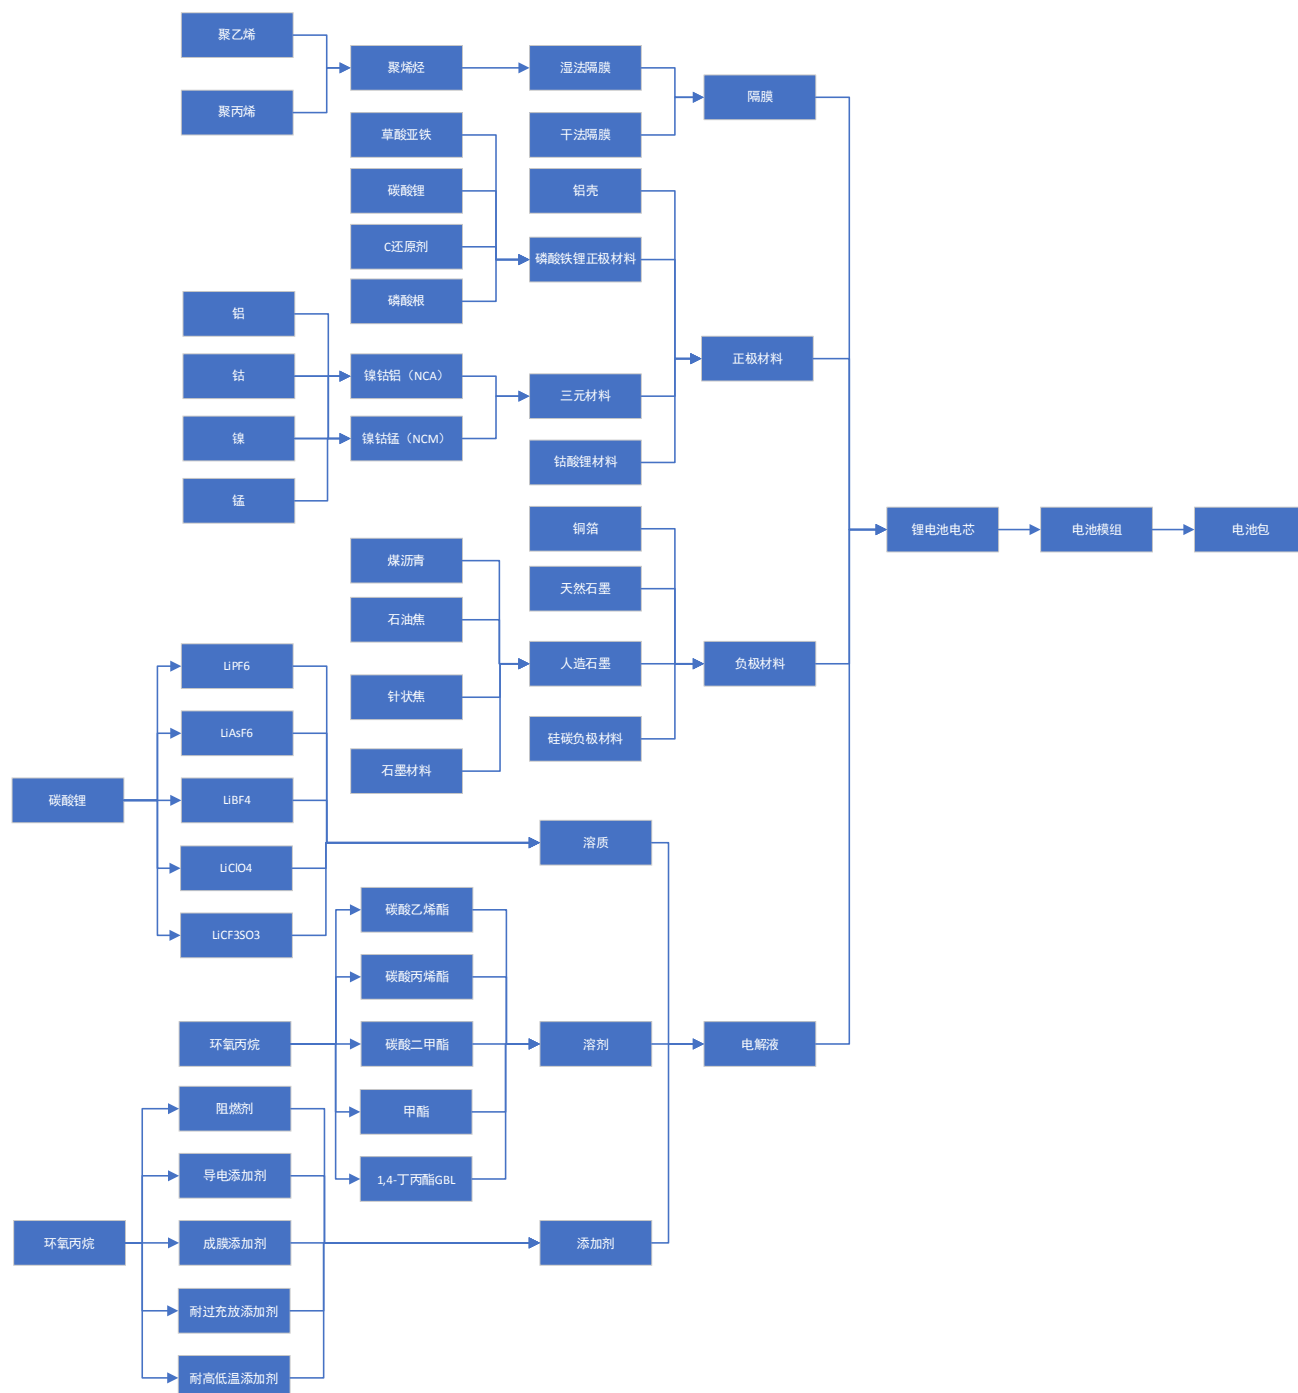 聚乙烯
聚烯烃
湿法隔膜
隔膜
聚丙烯
草酸亚铁
干法隔膜
碳酸锂
铝壳
C还原剂
磷酸铁锂正极材料
磷酸根
铝
正极材料
钴
镍钴铝（NCA）
三元材料
镍
镍钴锰（NCM）
钴酸锂材料
锰
铜箔
锂电池电芯
电池模组
电池包
煤沥青
天然石墨
石油焦
LiPF6
人造石墨
负极材料
针状焦
LiAsF6
硅碳负极材料
石墨材料
碳酸锂
LiBF4
溶质
LiClO4
碳酸乙烯酯
LiCF3SO3
碳酸丙烯酯
环氧丙烷
碳酸二甲酯
溶剂
电解液
阻燃剂
甲酯
导电添加剂
1,4-丁丙酯GBL
环氧丙烷
成膜添加剂
添加剂
耐过充放添加剂
耐高低温添加剂